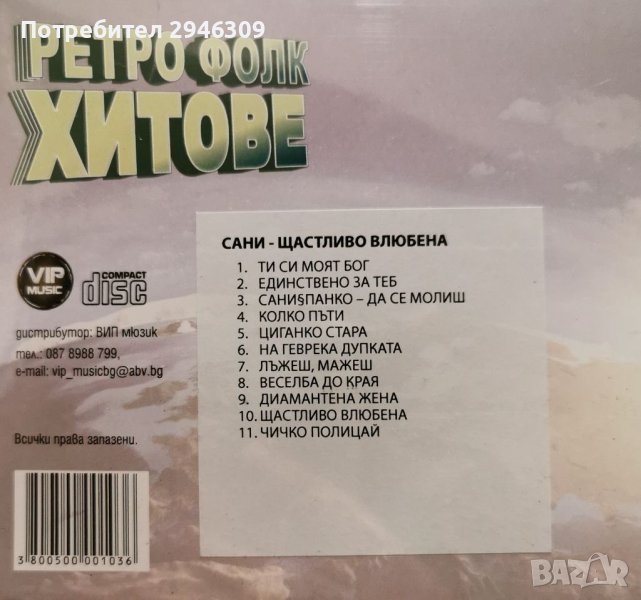 Потребител 2946309
РЕТРО ФОЛК
ХИТОВЕ
VIP
MUSIC
COMPACT
disc
дистрибутор: ВИП мюзик
тел.: 087 8988 799,
e-mail: vip_musicbg@abv.bg
Всички права запазени.
3 800500 001036
САНИ - ЩАСТЛИВО ВЛЮБЕНА
1. ТИ СИ МОЯТ БОГ
2. ЕДИНСТВЕНО ЗА ТЕБ
3. САНИ§ПАНКО – ДА СЕ МОЛИШ
4. КОЛКО ПЪТИ
5. ЦИГАНКО СТАРА
6. НА ГЕВРЕКА ДУПКАТА
7. ЛЪЖЕШ, МАЖЕШ
8. ВЕСЕЛБА ДО КРАЯ
9. ДИАМАНТЕНА ЖЕНА
10. ЩАСТЛИВО ВЛЮБЕНА
11. ЧИЧКО ПОЛИЦАЙ
BAZAR